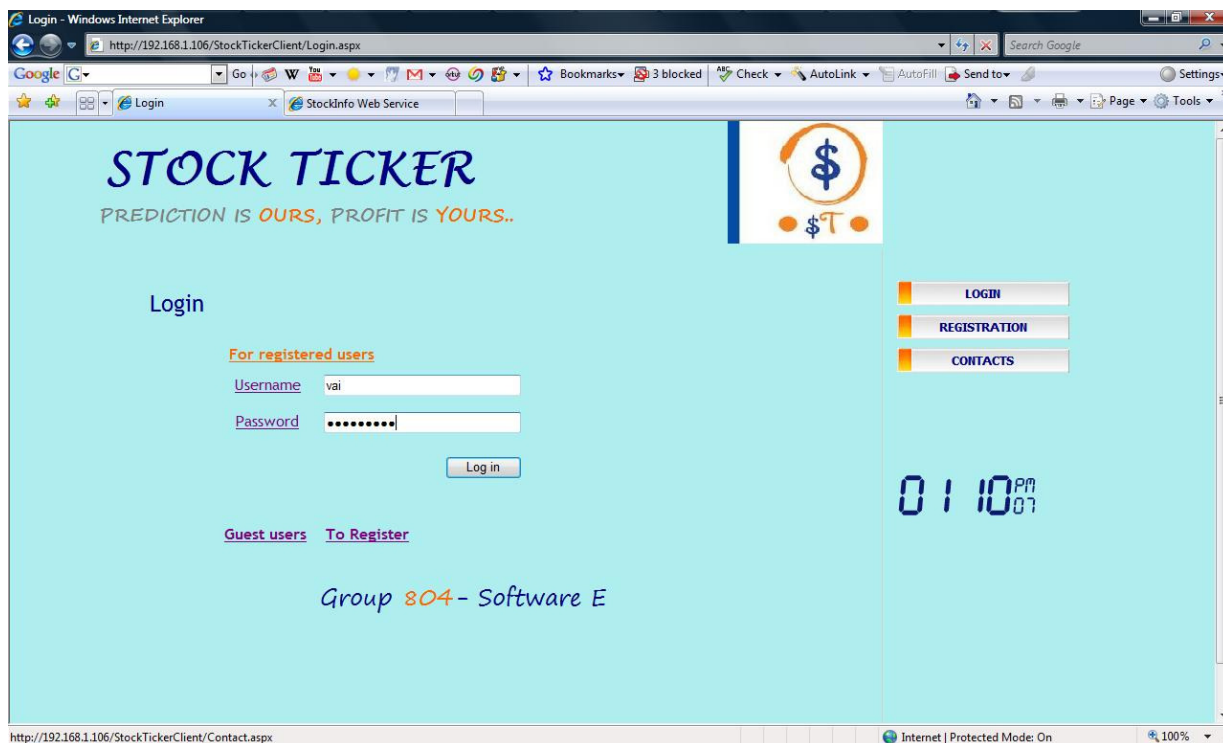 Login - Windows Internet Explorer
http://192.168.1.106/StockTickerClient/Login.aspx
Search Google
Google G Go W You Tube M Bookmarks 3 blocked ABC Check AutoLink AutoFill Send to Settings
Login x StockInfo Web Service Page Tools
STOCK TICKER
PREDICTION IS OURS, PROFIT IS YOURS..
$
$T
Login
LOGIN
REGISTRATION
CONTACTS
For registered users
Username vai
Password •••••••••
Log in
01 10 PM 07
Guest users To Register
Group 804 - Software E
http://192.168.1.106/StockTickerClient/Contact.aspx Internet | Protected Mode: On 100%